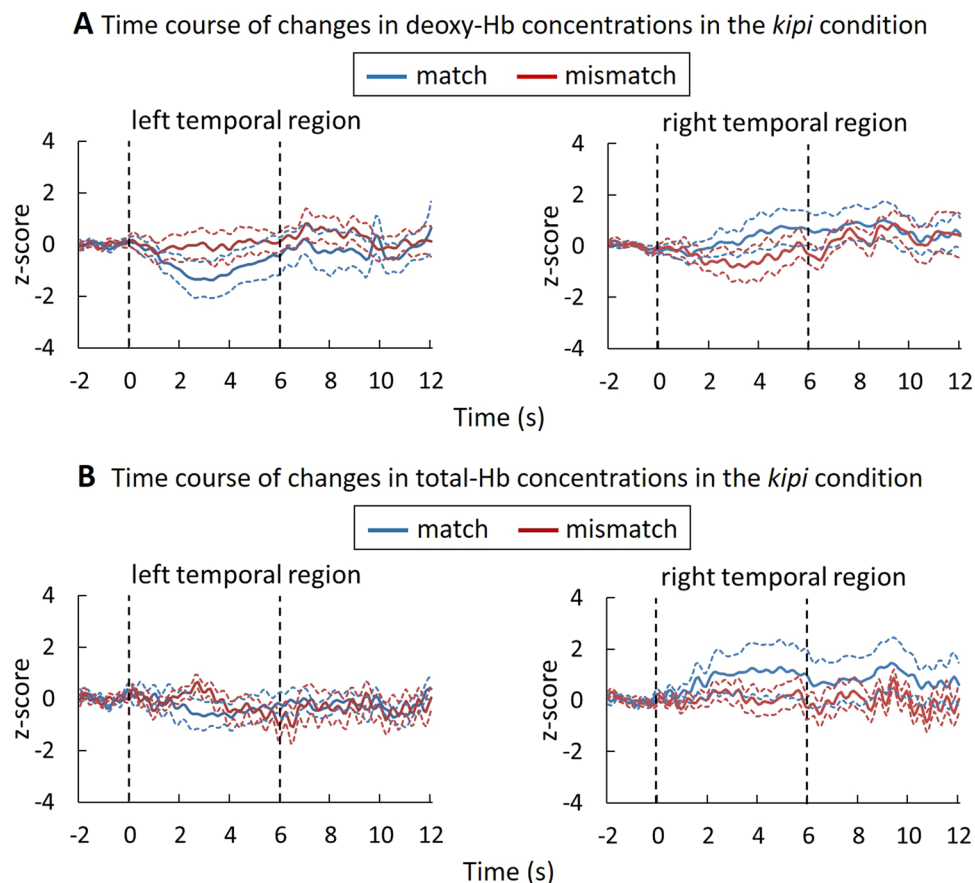 A Time course of changes in deoxy-Hb concentrations in the kipi condition
match mismatch
left temporal region
right temporal region
4
2
0
-2
-4
z-score
-2 0 2 4 6 8 10 12
4
2
0
-2
-4
z-score
-2 0 2 4 6 8 10 12
Time (s)
B Time course of changes in total-Hb concentrations in the kipi condition
match mismatch
left temporal region
right temporal region
4
2
0
-2
-4
z-score
-2 0 2 4 6 8 10 12
4
2
0
-2
-4
z-score
-2 0 2 4 6 8 10 12
Time (s)